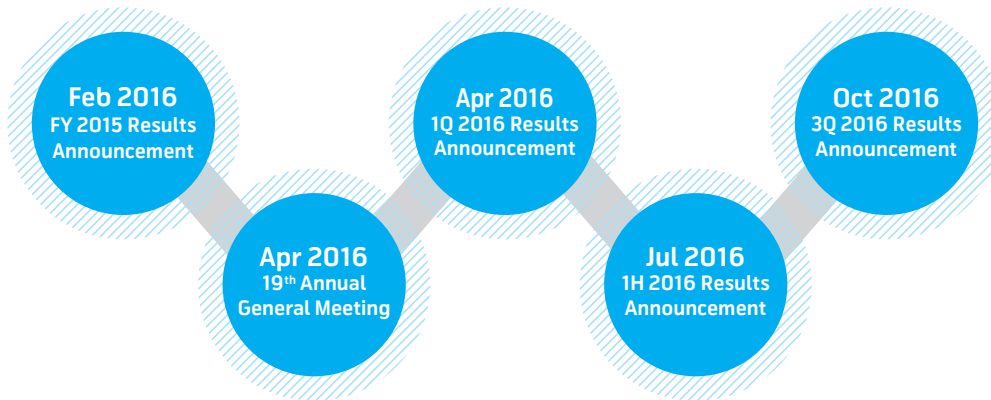 Feb 2016
FY 2015 Results
Announcement
Apr 2016
19th Annual
General Meeting
Apr 2016
1Q 2016 Results
Announcement
Jul 2016
1H 2016 Results
Announcement
Oct 2016
3Q 2016 Results
Announcement